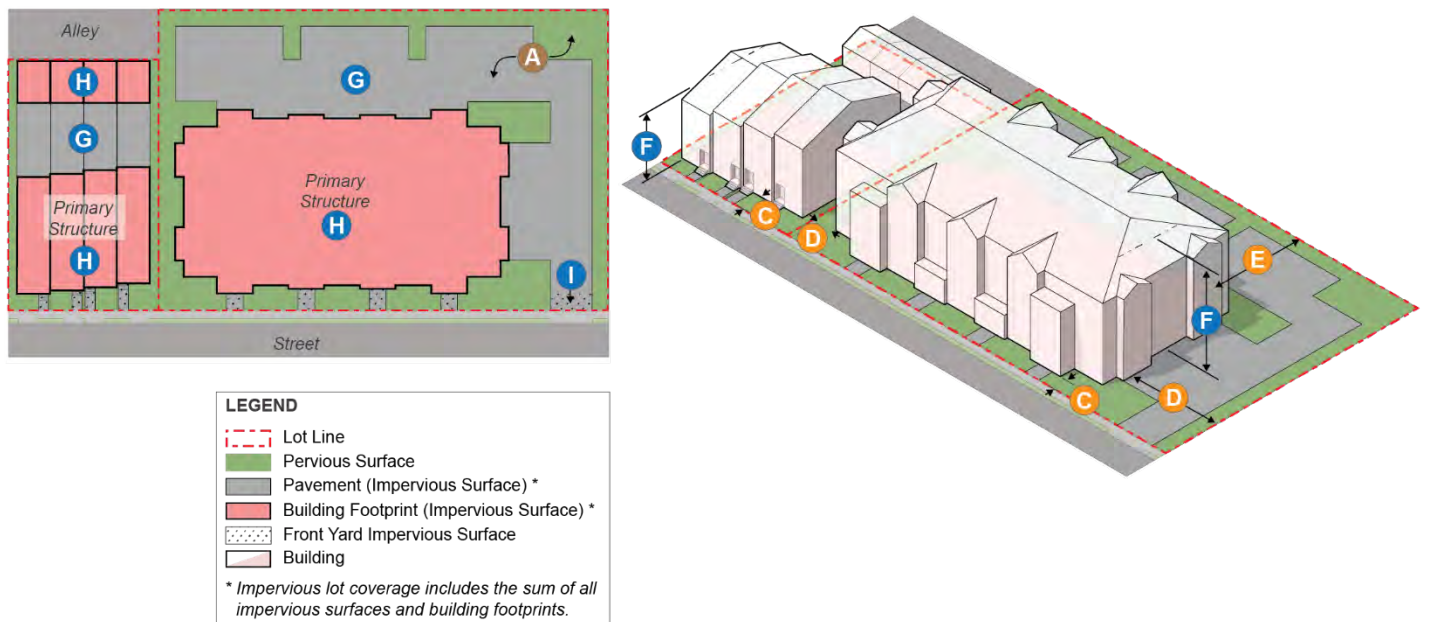 Alley
A
H
G
G
F
Primary
Structure
H
Primary
Structure
H
C
D
E
F
I
C
D
Street
LEGEND
Lot Line
Pervious Surface
Pavement (Impervious Surface) *
Building Footprint (Impervious Surface) *
Front Yard Impervious Surface
Building
* Impervious lot coverage includes the sum of all
impervious surfaces and building footprints.